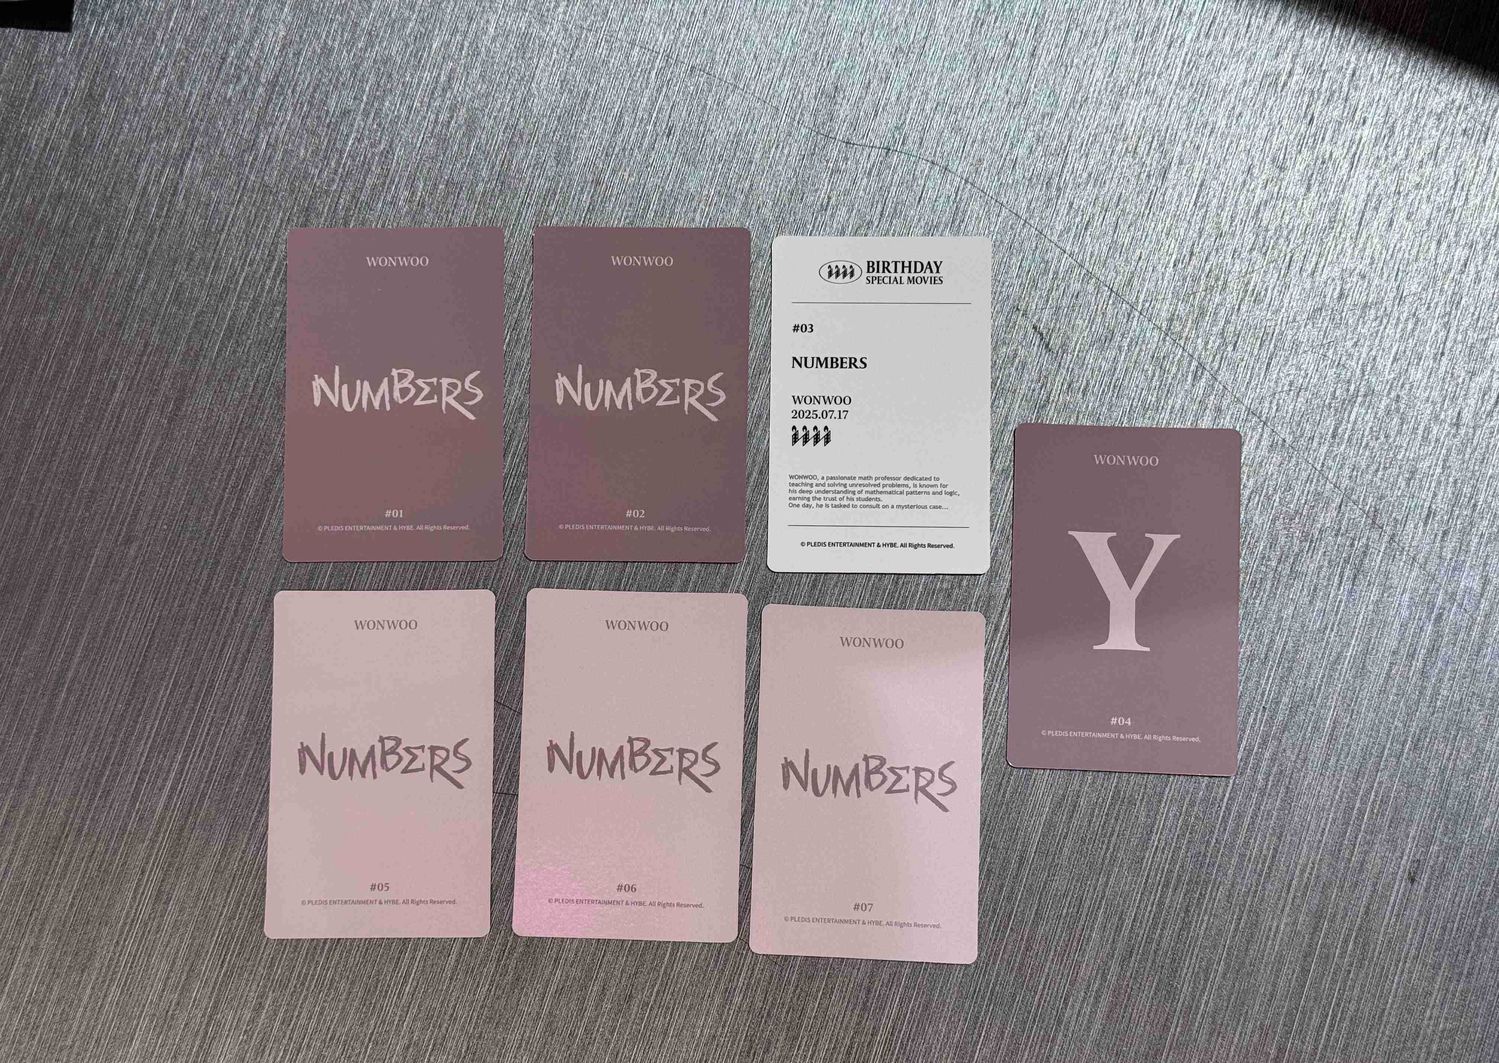 WONWOO
NUMBERS
#01
© PLEDIS ENTERTAINMENT & HYBE. All Rights Reserved.
WONWOO
NUMBERS
#02
© PLEDIS ENTERTAINMENT & HYBE. All Rights Reserved.
BIRTHDAY
SPECIAL MOVIES
#03
NUMBERS
WONWOO
2025.07.17
WONWOO, a passionate math professor dedicated to
teaching and solving unresolved problems, is known for
his deep understanding of mathematical patterns and logic,
earning the trust of his students.
One day, he is tasked to consult on a mysterious case...
© PLEDIS ENTERTAINMENT & HYBE. All Rights Reserved.
WONWOO
Y
#04
© PLEDIS ENTERTAINMENT & HYBE. All Rights Reserved.
WONWOO
NUMBERS
#05
© PLEDIS ENTERTAINMENT & HYBE. All Rights Reserved.
WONWOO
NUMBERS
#06
© PLEDIS ENTERTAINMENT & HYBE. All Rights Reserved.
WONWOO
NUMBERS
#07
© PLEDIS ENTERTAINMENT & HYBE. All Rights Reserved.